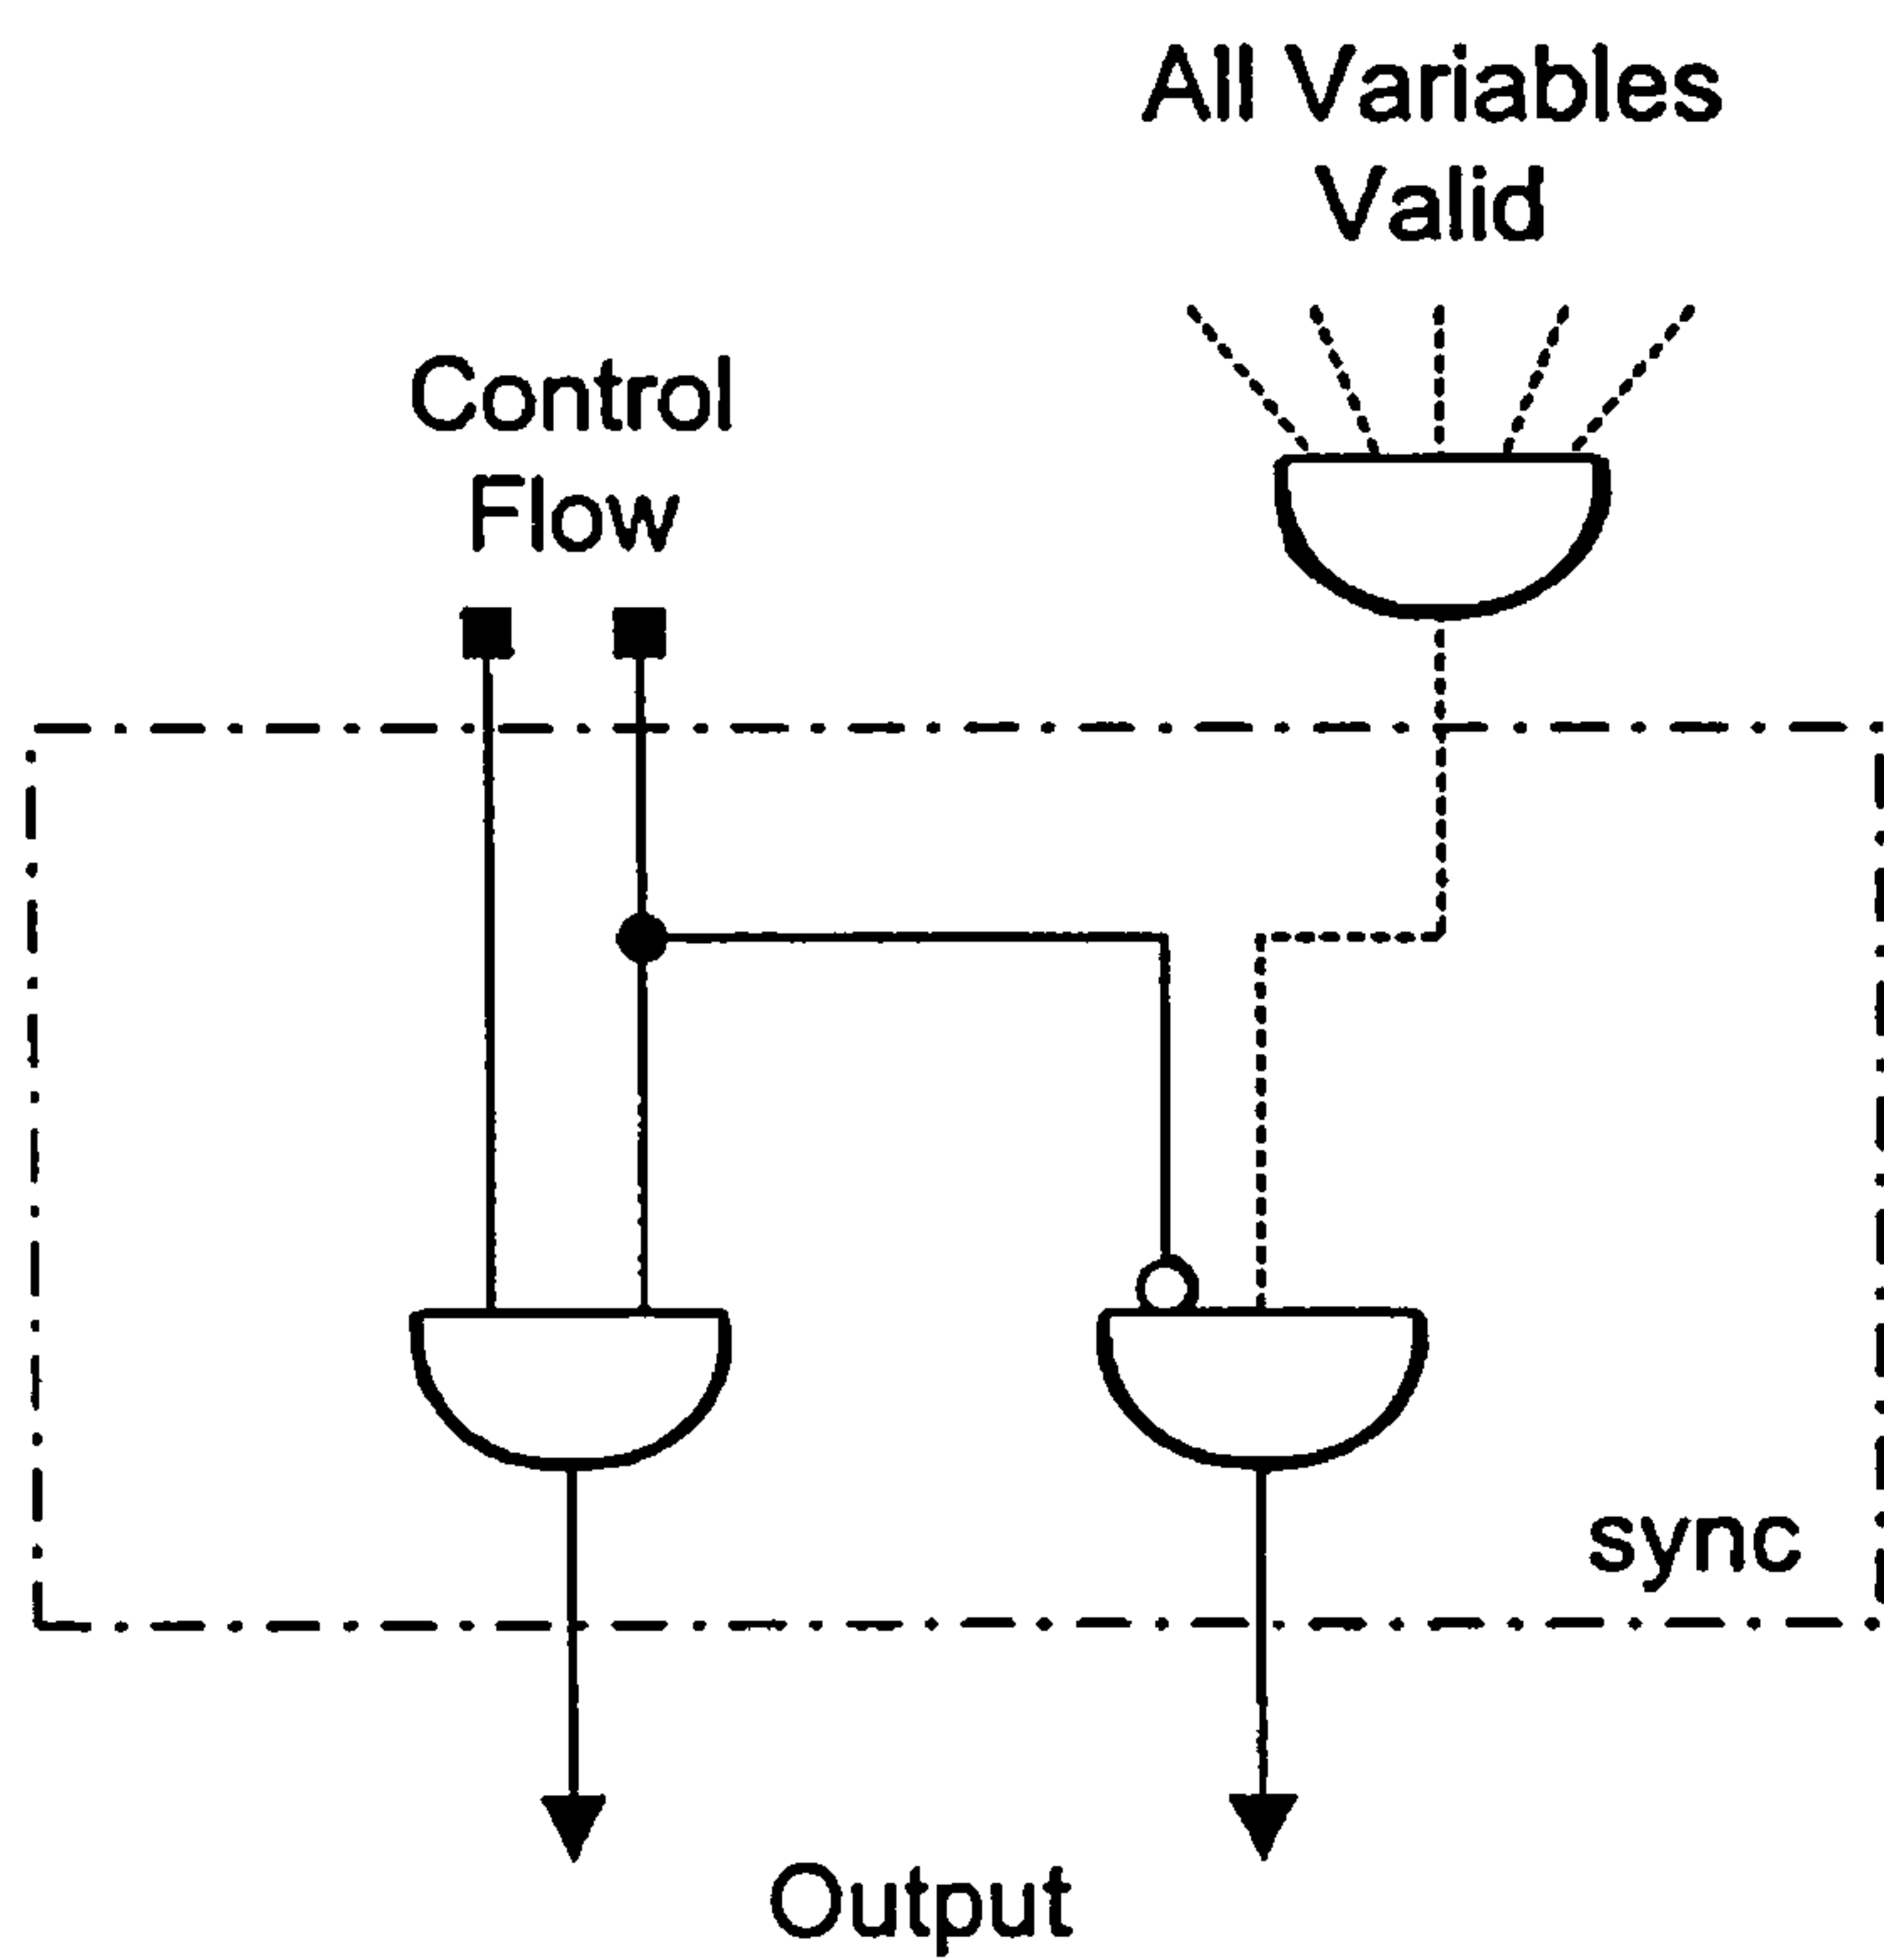 All Variables
Valid
Control
Flow
sync
Output